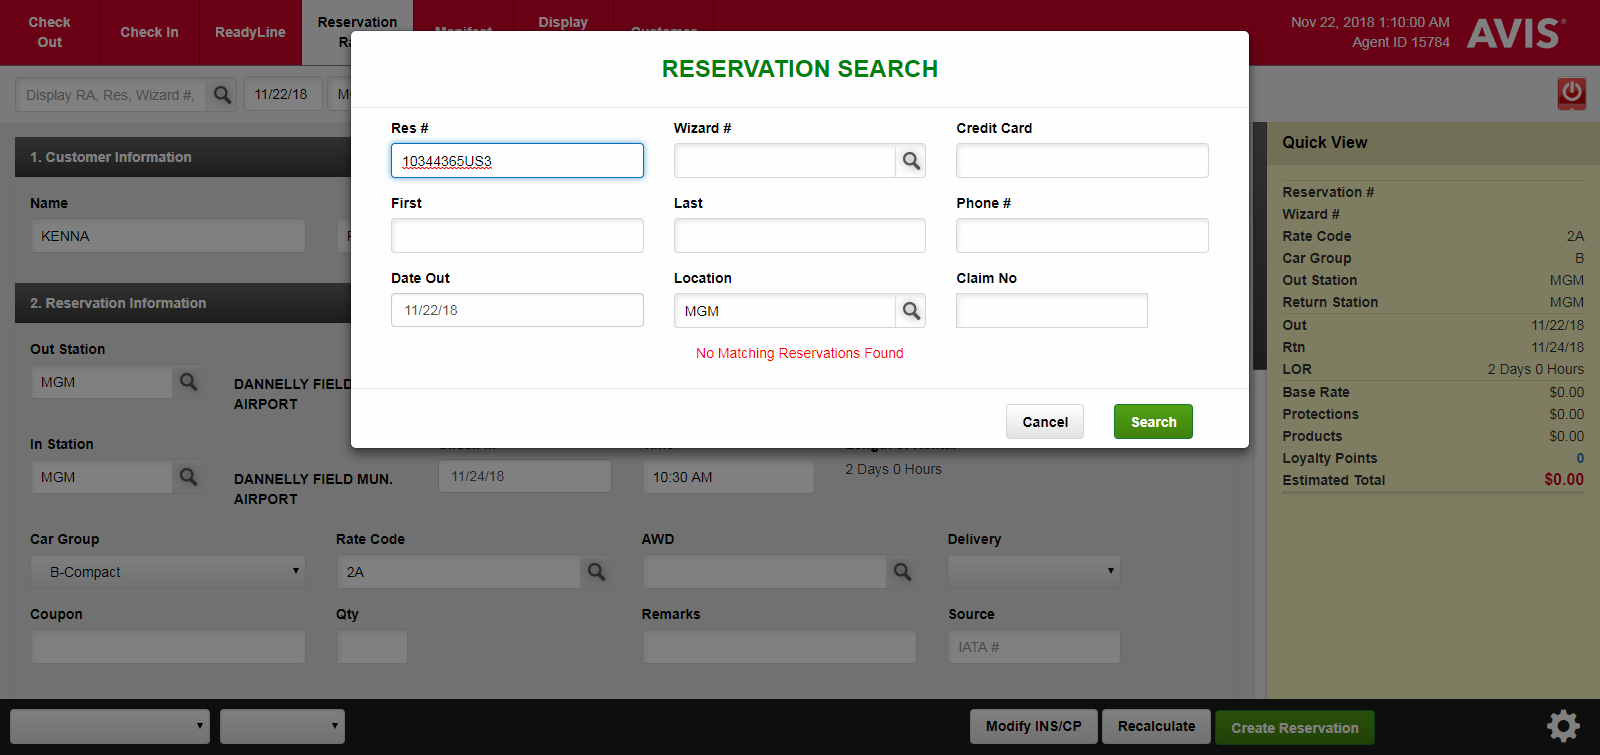 Check Out
Check In
ReadyLine
Reservation
Manifest
Display
Customer
Nov 22, 2018 1:10:00 AM
Agent ID 15784
AVIS
Display RA, Res, Wizard #,
11/22/18
RESERVATION SEARCH
Res #
Wizard #
Credit Card
10344365US3
First
Last
Phone #
Date Out
Location
Claim No
11/22/18
MGM
No Matching Reservations Found
Cancel
Search
1. Customer Information
Name
KENNA
2. Reservation Information
Out Station
MGM
DANNELLY FIELD
AIRPORT
In Station
MGM
DANNELLY FIELD MUN.
AIRPORT
11/24/18
10:30 AM
2 Days 0 Hours
Car Group
Rate Code
AWD
Delivery
B-Compact
2A
Coupon
Qty
Remarks
Source
IATA #
Quick View
Reservation #
Wizard #
Rate Code 2A
Car Group B
Out Station MGM
Return Station MGM
Out 11/22/18
Rtn 11/24/18
LOR 2 Days 0 Hours
Base Rate $0.00
Protections $0.00
Products $0.00
Loyalty Points 0
Estimated Total $0.00
Modify INS/CP
Recalculate
Create Reservation